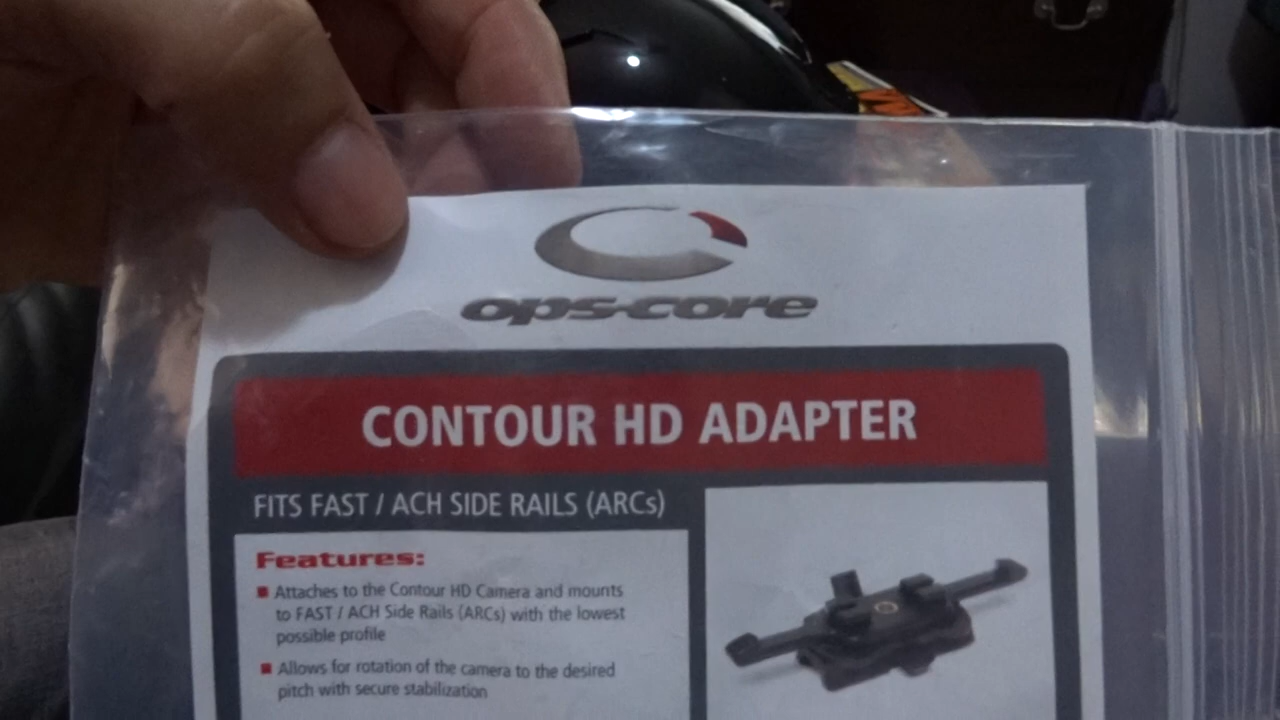 ops-core
CONTOUR HD ADAPTER
FITS FAST / ACH SIDE RAILS (ARCs)
Features:
Attaches to the Contour HD Camera and mounts
to FAST / ACH Side Rails (ARCs) with the lowest
possible profile
Allows for rotation of the camera to the desired
pitch with secure stabilization